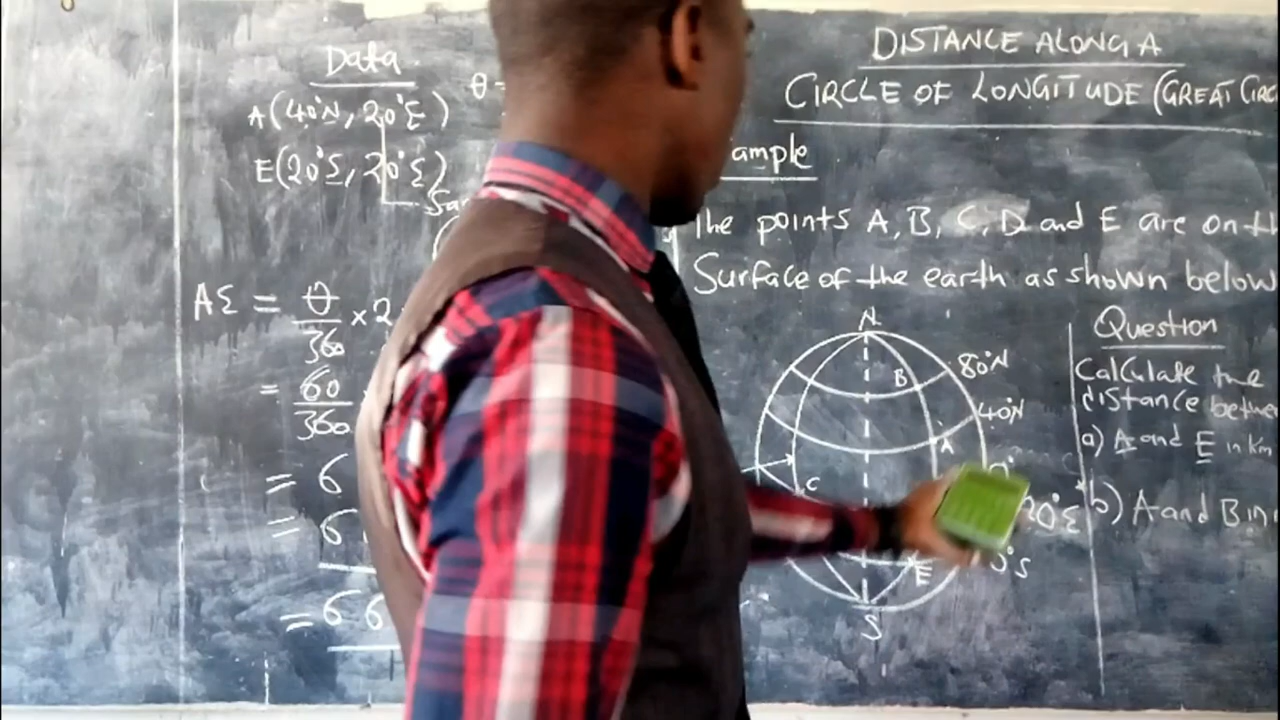 Data
A(40°N, 20°E)
E(20°S, 20°E)
θ =
AE = θ/360 × 2
= 60/360
= 6
= 6
= 66
DISTANCE ALONG A
CIRCLE OF LONGITUDE (GREAT CIRC
ample
The points A, B, C, D and E are on th
Surface of the earth as shown below
N
80°N
B
40°N
A
C
20°E
E
0°S
S
Question
Calculate the
distance betwe
a) A and E in Km
b) A and B in